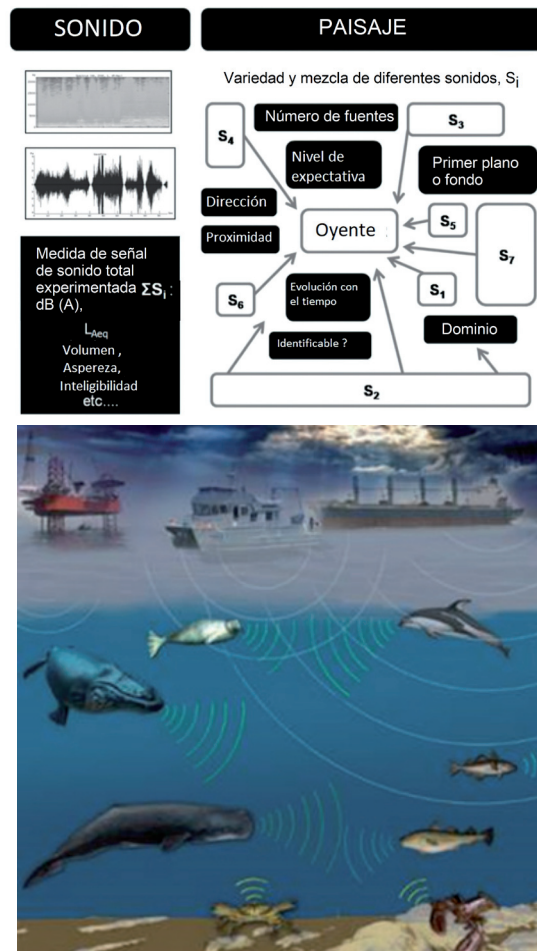 SONIDO
PAISAJE
Variedad y mezcla de diferentes sonidos, Si
Número de fuentes
S4
S3
Nivel de
expectativa
Primer plano
o fondo
Dirección
Proximidad
Oyente
S5
S7
Medida de señal
de sonido total
experimentada ΣSi :
dB (A),
LAeq
Volumen ,
Aspereza,
Inteligibilidad
etc....
S6
Evolución con
el tiempo
S1
Identificable ?
Dominio
S2